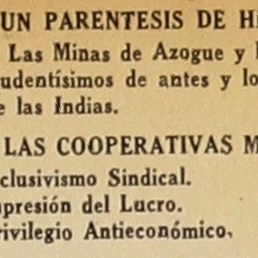 UN PARENTESIS DE H
Las Minas de Azogue y
udentísimos de antes y lo
e las Indias.
LAS COOPERATIVAS M
clusivismo Sindical.
presión del Lucro.
ivilegio Antieconómico.